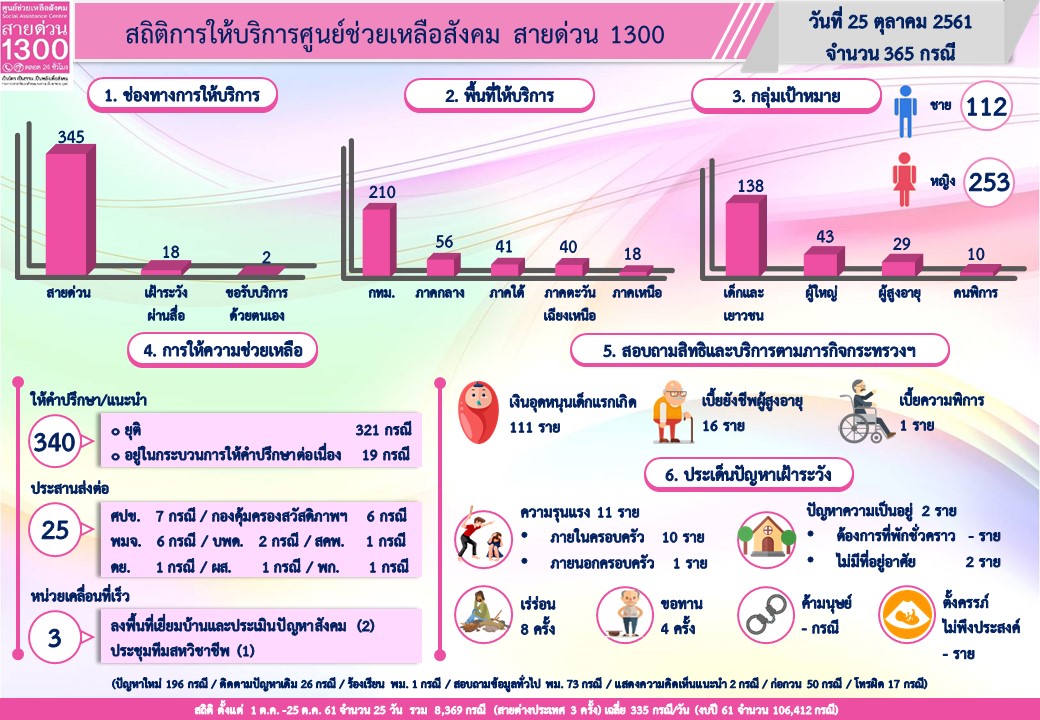 ศูนย์ช่วยเหลือสังคม
Social Assistance Centre
สายด่วน
1300
ตลอด 24 ชั่วโมง
สถิติการให้บริการศูนย์ช่วยเหลือสังคม สายด่วน 1300
วันที่ 25 ตุลาคม 2561
จำนวน 365 กรณี
1. ช่องทางการให้บริการ
345
18
2
สายด่วน
เฝ้าระวัง
ผ่านสื่อ
ขอรับบริการ
ด้วยตนเอง
2. พื้นที่ให้บริการ
210
56
41
40
18
กทม.
ภาคกลาง
ภาคใต้
ภาคตะวัน
เฉียงเหนือ
ภาคเหนือ
3. กลุ่มเป้าหมาย
ชาย 112
หญิง 253
138
43
29
10
เด็กและ
เยาวชน
ผู้ใหญ่
ผู้สูงอายุ
คนพิการ
4. การให้ความช่วยเหลือ
ให้คำปรึกษา/แนะนำ
340
o ยุติ 321 กรณี
o อยู่ในกระบวนการให้คำปรึกษาต่อเนื่อง 19 กรณี
ประสานส่งต่อ
25
ศปข. 7 กรณี / กองคุ้มครองสวัสดิภาพฯ 6 กรณี
พมจ. 6 กรณี / บพด. 2 กรณี / สคพ. 1 กรณี
ดย. 1 กรณี / ผส. 1 กรณี / พก. 1 กรณี
หน่วยเคลื่อนที่เร็ว
3
ลงพื้นที่เยี่ยมบ้านและประเมินปัญหาสังคม (2)
ประชุมทีมสหวิชาชีพ (1)
5. สอบถามสิทธิและบริการตามภารกิจกระทรวงฯ
เงินอุดหนุนเด็กแรกเกิด
111 ราย
เบี้ยยังชีพผู้สูงอายุ
16 ราย
เบี้ยความพิการ
1 ราย
6. ประเด็นปัญหาเฝ้าระวัง
ความรุนแรง 11 ราย
• ภายในครอบครัว 10 ราย
• ภายนอกครอบครัว 1 ราย
ปัญหาความเป็นอยู่ 2 ราย
• ต้องการที่พักชั่วคราว - ราย
• ไม่มีที่อยู่อาศัย 2 ราย
เร่ร่อน
8 ครั้ง
ขอทาน
4 ครั้ง
ค้ามนุษย์
- กรณี
ตั้งครรภ์
ไม่พึงประสงค์
- ราย
(ปัญหาใหม่ 196 กรณี / ติดตามปัญหาเดิม 26 กรณี / ร้องเรียน พม. 1 กรณี / สอบถามข้อมูลทั่วไป พม. 73 กรณี / แสดงความคิดเห็นแนะนำ 2 กรณี / ก่อกวน 50 กรณี / โทรผิด 17 กรณี)
สถิติ ตั้งแต่ 1 ต.ค. -25 ต.ค. 61 จำนวน 25 วัน รวม 8,369 กรณี (สายต่างประเทศ 3 ครั้ง) เฉลี่ย 335 กรณี/วัน (งบปี 61 จำนวน 106,412 กรณี)